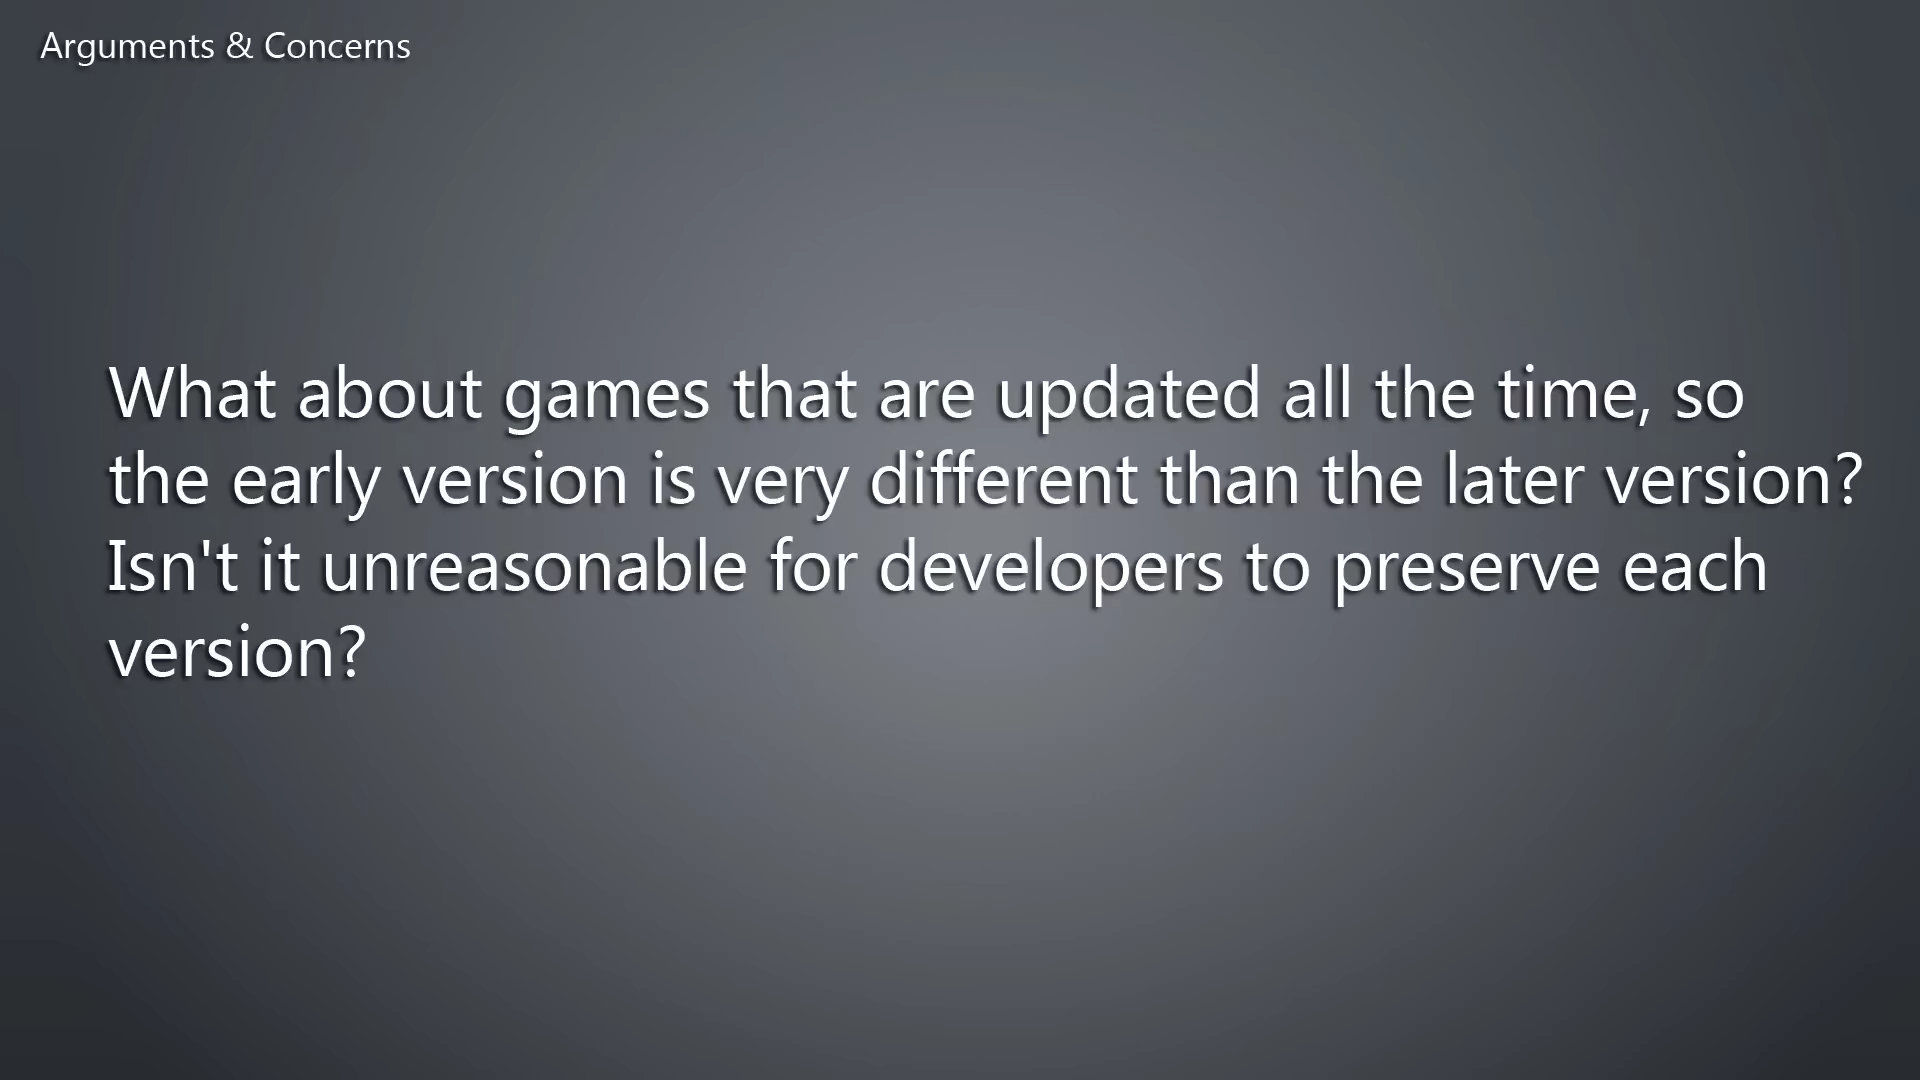 Arguments & Concerns
What about games that are updated all the time, so
the early version is very different than the later version?
Isn't it unreasonable for developers to preserve each
version?